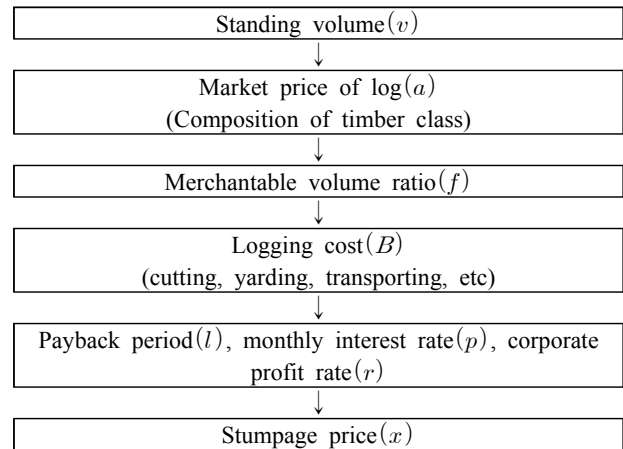 Standing volume(v)
Market price of log(a)
(Composition of timber class)
Merchantable volume ratio(f)
Logging cost(B)
(cutting, yarding, transporting, etc)
Payback period(l), monthly interest rate(p), corporate
profit rate(r)
Stumpage price(x)